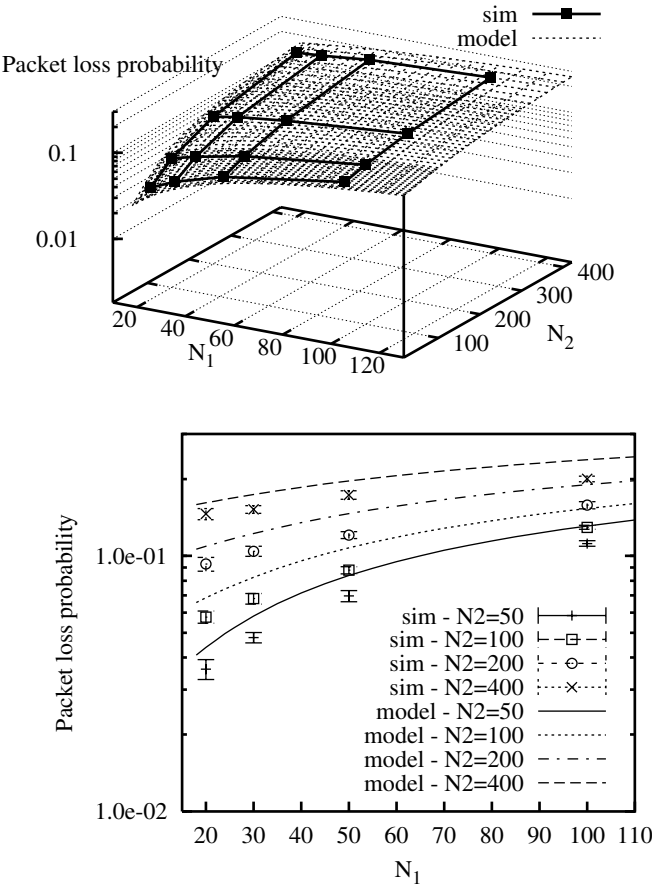 sim
model
Packet loss probability
0.1
0.01
20 40 60 80 100 120
N1
100 200 300 400
N2
Packet loss probability
1.0e-01
1.0e-02
sim - N2=50
sim - N2=100
sim - N2=200
sim - N2=400
model - N2=50
model - N2=100
model - N2=200
model - N2=400
20 30 40 50 60 70 80 90 100 110
N1